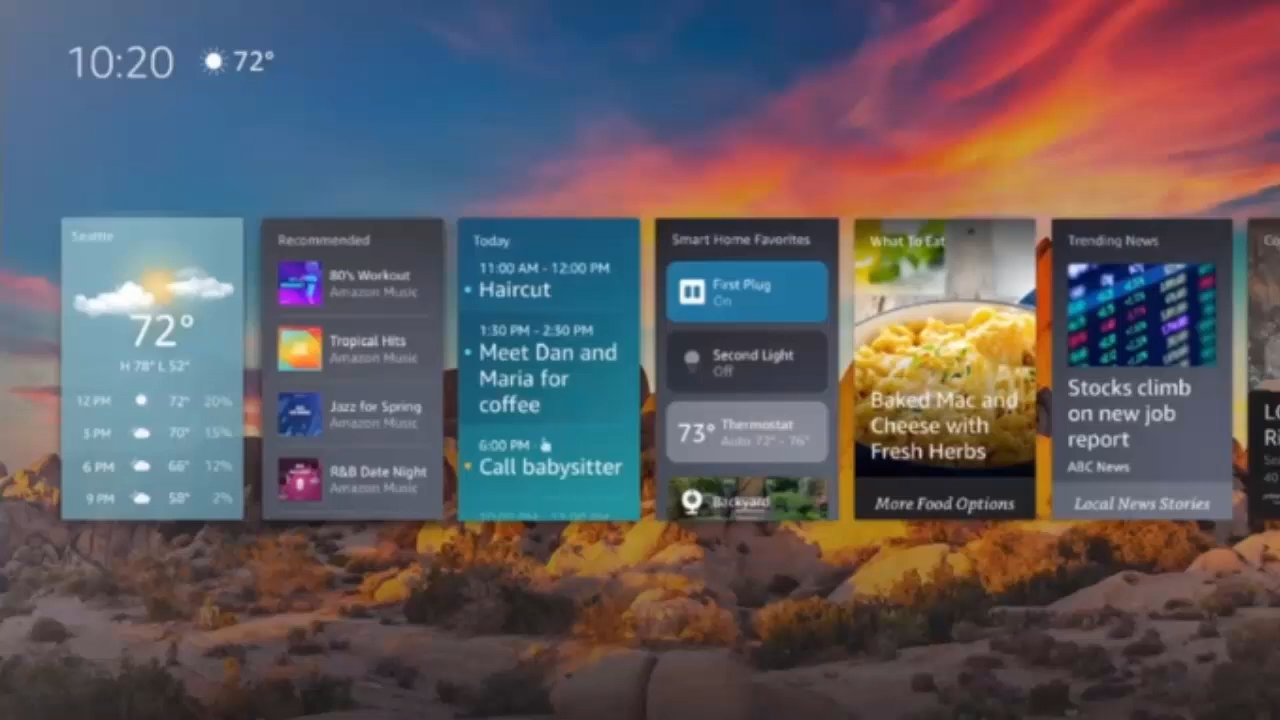 10:20 72°
Seattle
72°
H 78° L 52°
12 PM 72° 20%
3 PM 70° 15%
6 PM 66° 12%
9 PM 58° 2%
Recommended
80's Workout
Amazon Music
Tropical Hits
Amazon Music
Jazz for Spring
Amazon Music
R&B Date Night
Amazon Music
Today
11:00 AM - 12:00 PM
Haircut
1:30 PM - 2:30 PM
Meet Dan and
Maria for
coffee
6:00 PM
Call babysitter
Smart Home Favorites
First Plug
On
Second Light
Off
73° Thermostat
Auto 72° - 76°
Backyard
What To Eat
Baked Mac and
Cheese with
Fresh Herbs
More Food Options
Trending News
Stocks climb
on new job
report
ABC News
Local News Stories